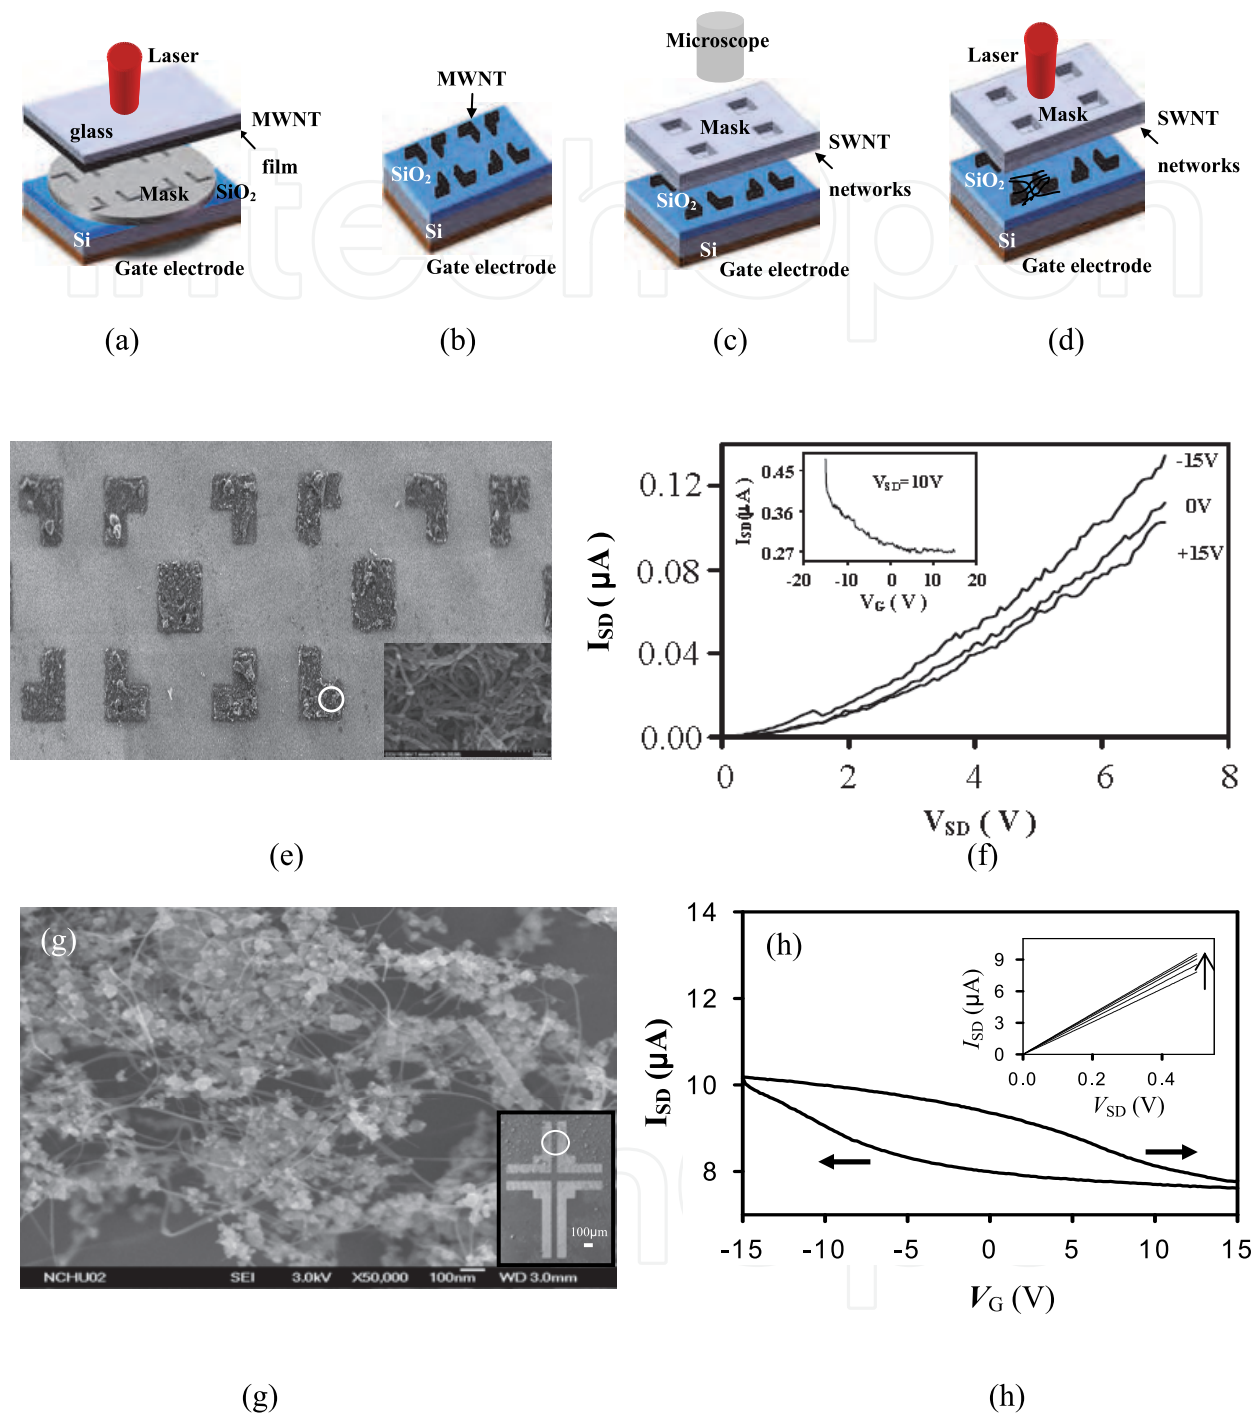 Laser
glass
MWNT
film
Mask
SiO2
Si
Gate electrode
(a)
MWNT
SiO2
Si
Gate electrode
(b)
Microscope
Mask
SWNT
networks
SiO2
Si
Gate electrode
(c)
Laser
Mask
SWNT
networks
SiO2
Si
Gate electrode
(d)
IntechOpen
(e)
0.12
0.08
0.04
0.00
ISD ( µA )
0 2 4 6 8
VSD ( V )
-15V
0V
+15V
0.45
0.36
0.27
ISD(µA)
VSD=10V
-20 -10 0 10 20
VG ( V )
(f)
(g)
100µm
NCHU02 SEI 3.0kV X50,000 100nm WD 3.0mm
(g)
14
12
10
8
ISD (µA)
(h)
9
6
3
0
ISD (µA)
0.0 0.2 0.4
VSD (V)
-15 -10 -5 0 5 10 15
VG (V)
(h)